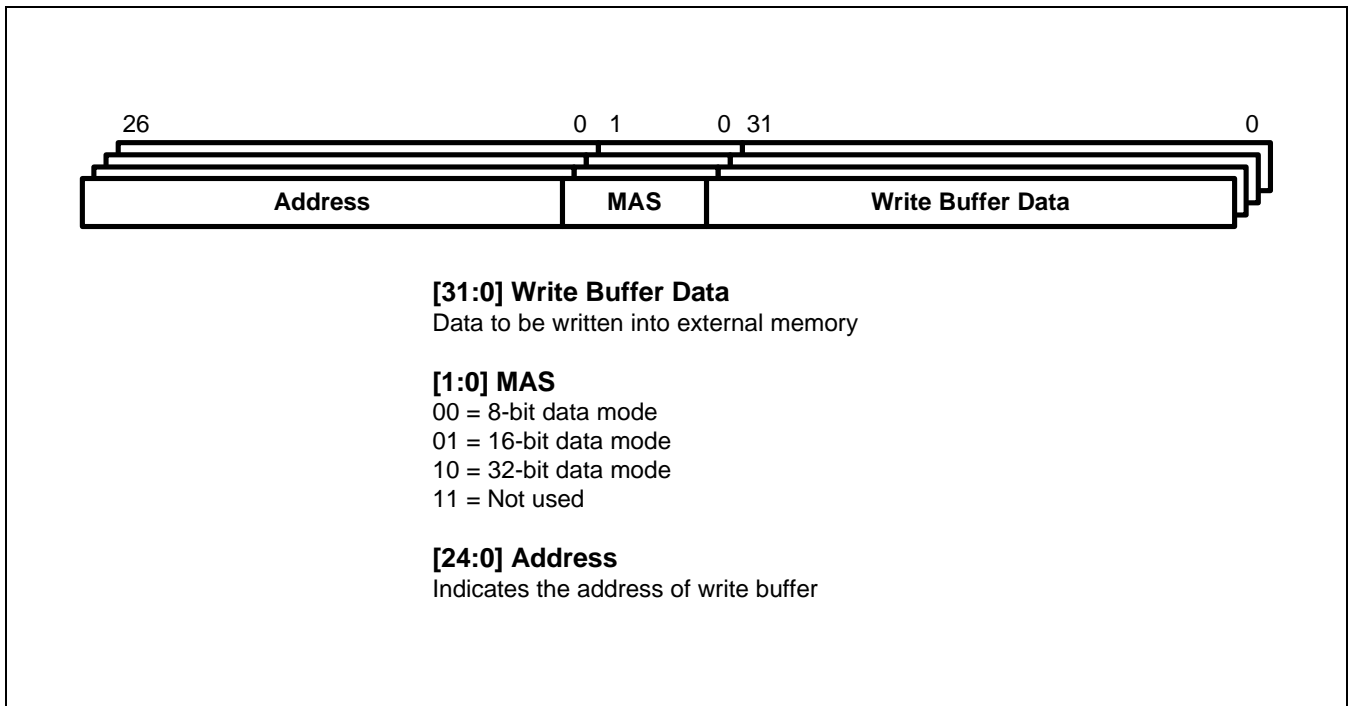 26 0 1 0 31 0
Address MAS Write Buffer Data
[31:0] Write Buffer Data
Data to be written into external memory
[1:0] MAS
00 = 8-bit data mode
01 = 16-bit data mode
10 = 32-bit data mode
11 = Not used
[24:0] Address
Indicates the address of write buffer